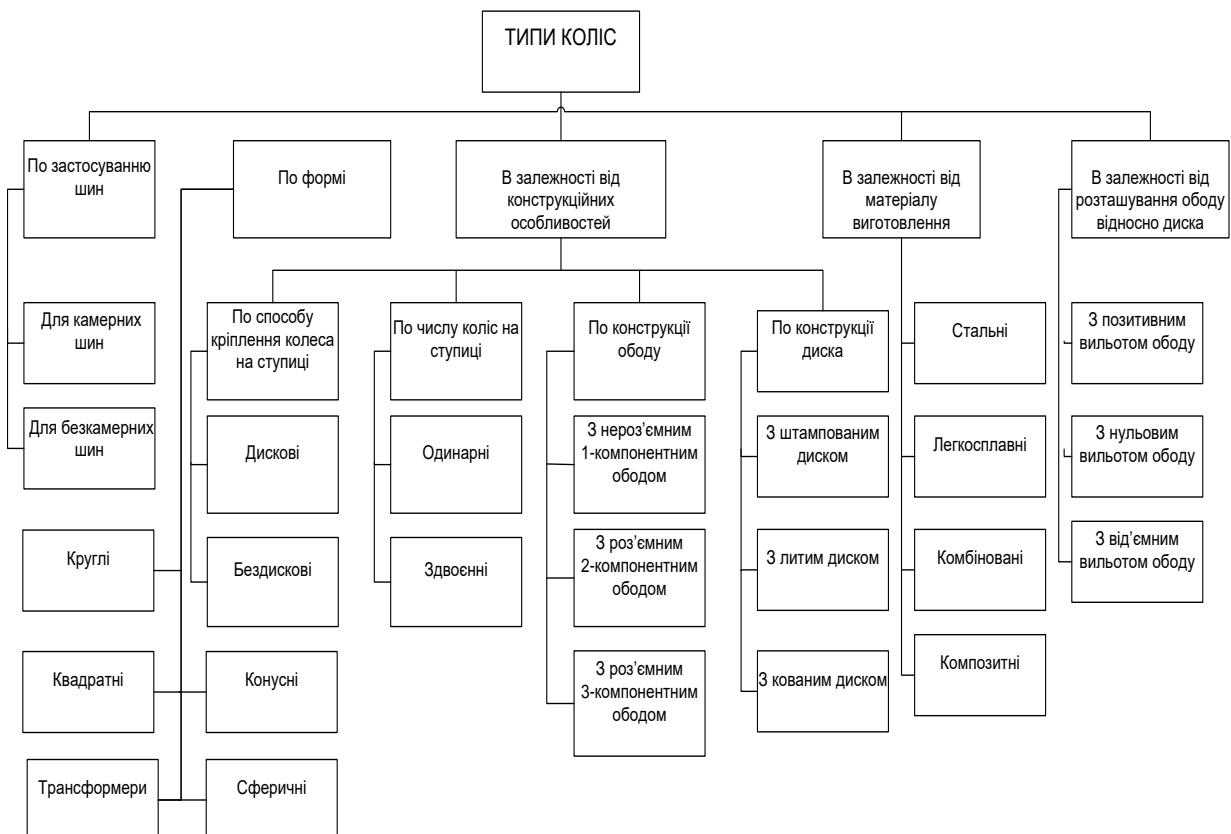 ТИПИ КОЛІС
По застосуванню
шин
По формі
В залежності від
конструкційних
особливостей
В залежності від
матеріалу
виготовлення
В залежності від
розташування ободу
відносно диска
Для камерних
шин
По способу
кріплення колеса
на ступиці
По числу коліс на
ступиці
По конструкції
ободу
По конструкції
диска
Стальні
З позитивним
вильотом ободу
Для безкамерних
шин
Дискові
Одинарні
З нероз’ємним
1-компонентним
ободом
З штампованим
диском
Легкосплавні
З нульовим
вильотом ободу
Круглі
Бездискові
Здвоєнні
З роз’ємним
2-компонентним
ободом
З литим диском
Комбіновані
З від’ємним
вильотом ободу
Квадратні
Конусні
З роз’ємним
3-компонентним
ободом
З кованим диском
Композитні
Трансформери
Сферичні